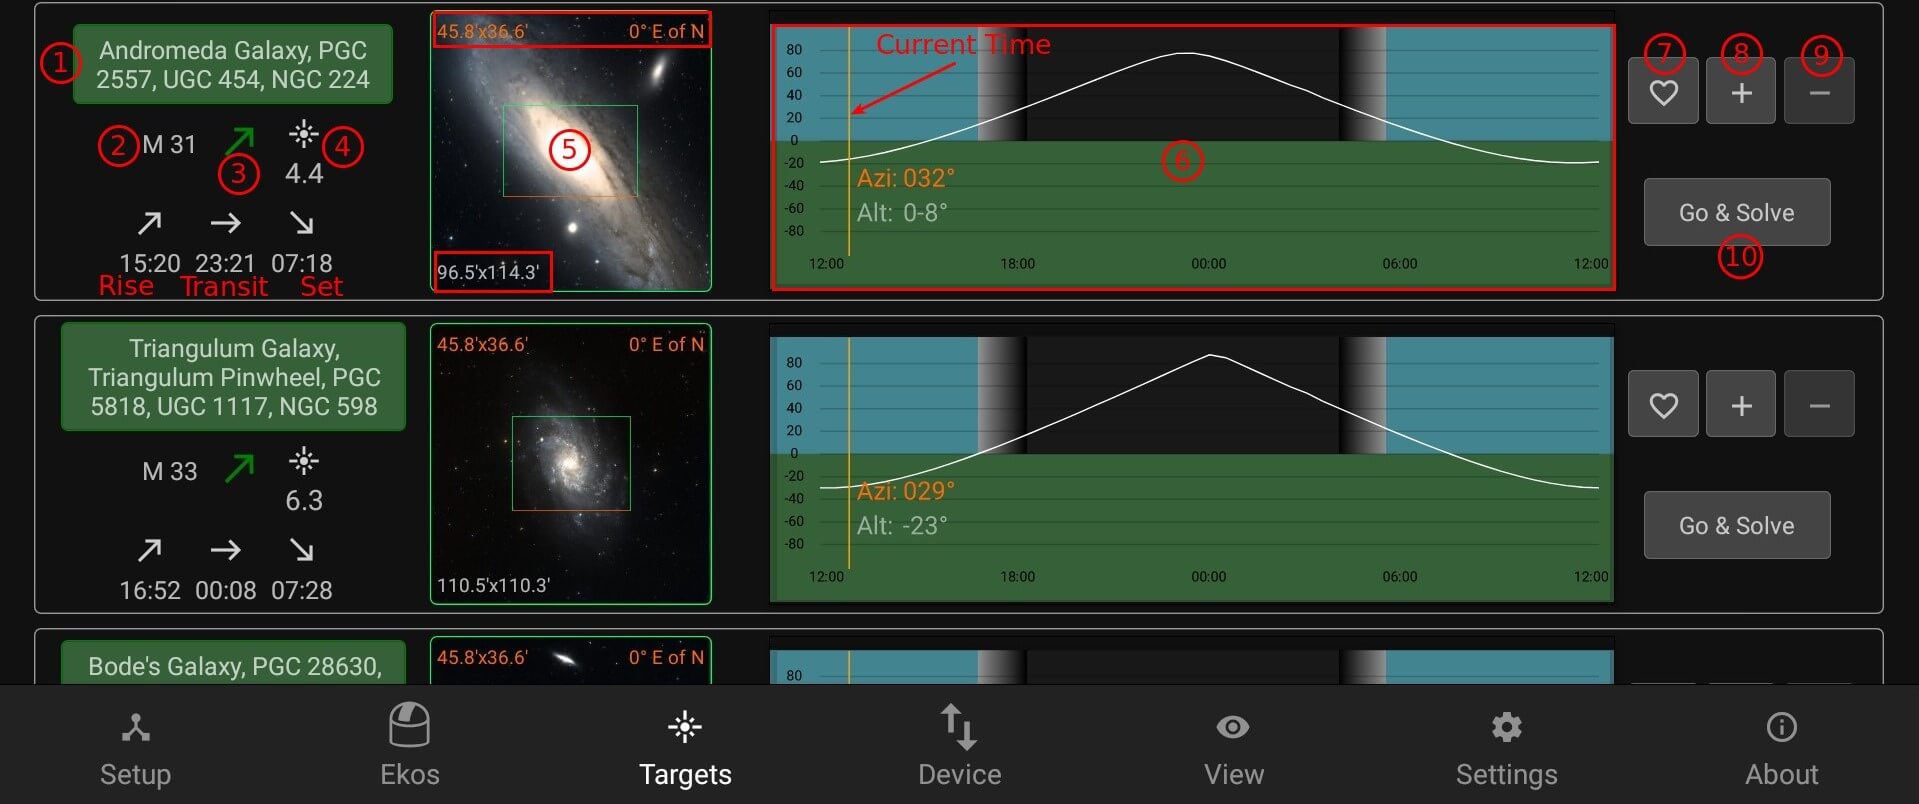 1
Andromeda Galaxy, PGC
2557, UGC 454, NGC 224
2
M 31
3
4
4.4
15:20 23:21 07:18
Rise Transit Set
45.8'x36.6' 0° E of N
5
96.5'x114.3'
Current Time
80
60
40
20
0
-20
-40
-60
-80
6
Azi: 032°
Alt: 0-8°
12:00 18:00 00:00 06:00 12:00
7 8 9
+ −
Go & Solve
10
Triangulum Galaxy,
Triangulum Pinwheel, PGC
5818, UGC 1117, NGC 598
M 33
6.3
16:52 00:08 07:28
45.8'x36.6' 0° E of N
110.5'x110.3'
80
60
40
20
0
-20
-40
-60
-80
Azi: 029°
Alt: -23°
12:00 18:00 00:00 06:00 12:00
+ −
Go & Solve
Bode's Galaxy, PGC 28630,
45.8'x36.6' 0° E of N
80
Setup Ekos Targets Device View Settings About